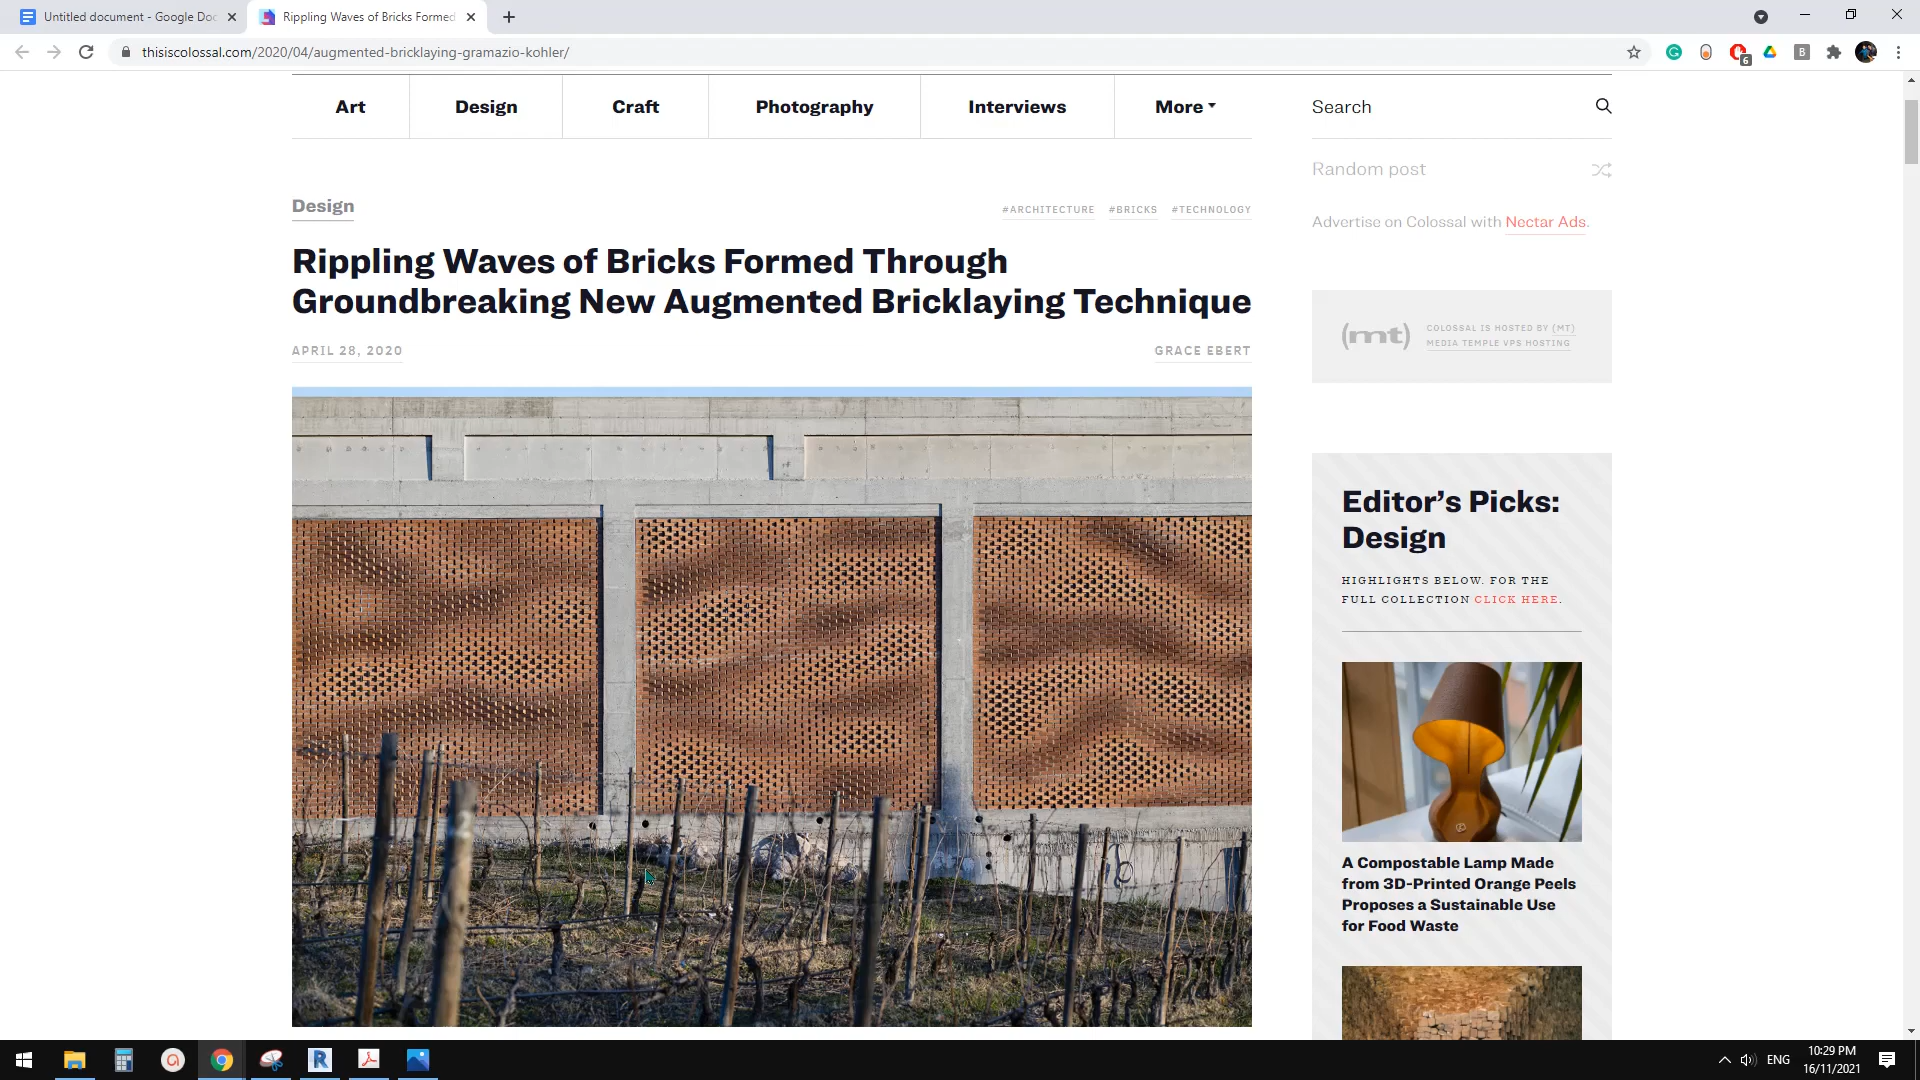 Untitled document - Google Doc
Rippling Waves of Bricks Formed
thisiscolossal.com/2020/04/augmented-bricklaying-gramazio-kohler/
6
B
Art
Design
Craft
Photography
Interviews
More
Search
Random post
Advertise on Colossal with Nectar Ads.
Design
#ARCHITECTURE #BRICKS #TECHNOLOGY
Rippling Waves of Bricks Formed Through
Groundbreaking New Augmented Bricklaying Technique
APRIL 28, 2020
GRACE EBERT
(mt)
COLOSSAL IS HOSTED BY (MT)
MEDIA TEMPLE VPS HOSTING
Editor's Picks:
Design
HIGHLIGHTS BELOW. FOR THE
FULL COLLECTION CLICK HERE.
A Compostable Lamp Made
from 3D-Printed Orange Peels
Proposes a Sustainable Use
for Food Waste
R
ENG
10:29 PM
16/11/2021